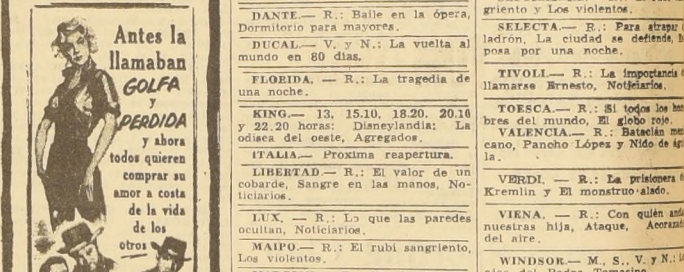 Antes la
llamaban
GOLFA
y
PERDIDA
y ahora
todos quieren
comprar su
amor a costa
de la vida
de los
otros
DANTE.— R.: Baile en la ópera,
Dormitorio para mayores.
DUCAL.— V. y N.: La vuelta al
mundo en 80 días.
FLORIDA. — R.: La tragedia de
una noche.
KING.— 13, 15.10, 18.20, 20.10
y 22.20 horas: Disneylandia; La
odisea del oeste, Agregados.
ITALIA.— Próxima reapertura.
LIBERTAD.— R.: El valor de un
cobarde, Sangre en las manos, No-
ticiarios.
LUX. — R.: Lo que las paredes
ocultan, Noticiarios.
MAIPO.— R.: El rubí sangriento,
Los violentos.
griento y Los violentos.
SELECTA. — R.: Para atrapar
ladrón, La ciudad se defiende,
posa por una noche.
TIVOLI.— R.: La importancia
llamarse Ernesto, Noticiarios.
TOESCA.— R.: Si todos los
bres del mundo, El globo rojo.
VALENCIA. — R.: Bataclán
cano, Pancho López y Nido de
la.
VERDI. — R.: La prisionera
Kremlin y El monstruo alado.
VIENA. — R.: Con quién
nuestras hija, Ataque,
del aire.
WINDSOR.— M., S., V. y N.: